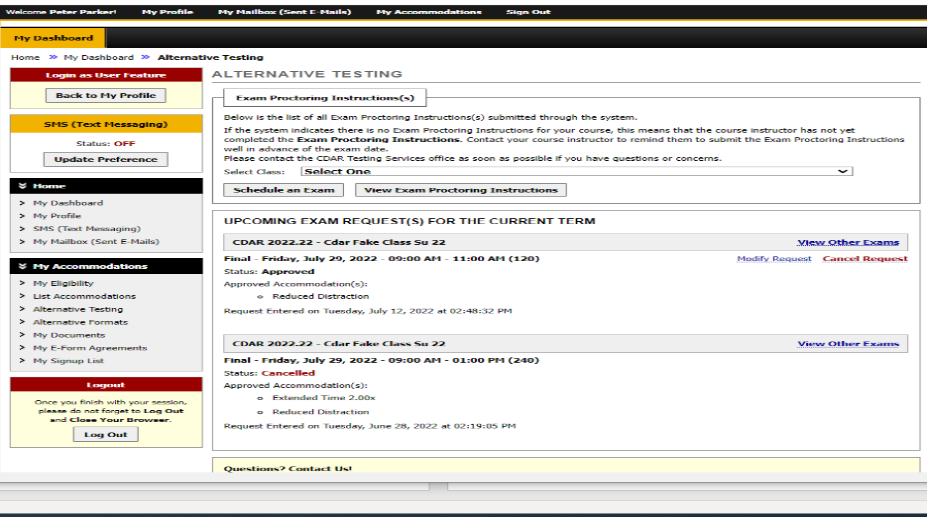 Welcome Peter Parker! My Profile My Mailbox (Sent E-Mails) My Accommodations Sign Out
My Dashboard
Home » My Dashboard » Alternative Testing
Login as User Feature
Back to My Profile
SMS (Text Messaging)
Status: OFF
Update Preference
Home
> My Dashboard
> My Profile
> SMS (Text Messaging)
> My Mailbox (Sent E-Mails)
My Accommodations
> My Eligibility
> List Accommodations
> Alternative Testing
> Alternative Formats
> My Documents
> My E-Form Agreements
> My Signup List
Logout
Once you finish with your session,
please do not forget to Log Out
and Close Your Browser.
Log Out
ALTERNATIVE TESTING
Exam Proctoring Instructions(s)
Below is the list of all Exam Proctoring Instructions(s) submitted through the system.
If the system indicates there is no Exam Proctoring Instructions for your course, this means that the course instructor has not yet
completed the Exam Proctoring Instructions. Contact your course instructor to remind them to submit the Exam Proctoring Instructions
well in advance of the exam date.
Please contact the CDAR Testing Services office as soon as possible if you have questions or concerns.
Select Class: Select One
Schedule an Exam View Exam Proctoring Instructions
UPCOMING EXAM REQUEST(S) FOR THE CURRENT TERM
CDAR 2022.22 - Cdar Fake Class Su 22 View Other Exams
Final - Friday, July 29, 2022 - 09:00 AM - 11:00 AM (120) Modify Request Cancel Request
Status: Approved
Approved Accommodation(s):
o Reduced Distraction
Request Entered on Tuesday, July 12, 2022 at 02:48:32 PM
CDAR 2022.22 - Cdar Fake Class Su 22 View Other Exams
Final - Friday, July 29, 2022 - 09:00 AM - 01:00 PM (240)
Status: Cancelled
Approved Accommodation(s):
o Extended Time 2.00x
o Reduced Distraction
Request Entered on Tuesday, June 28, 2022 at 02:19:05 PM
Questions? Contact Us!